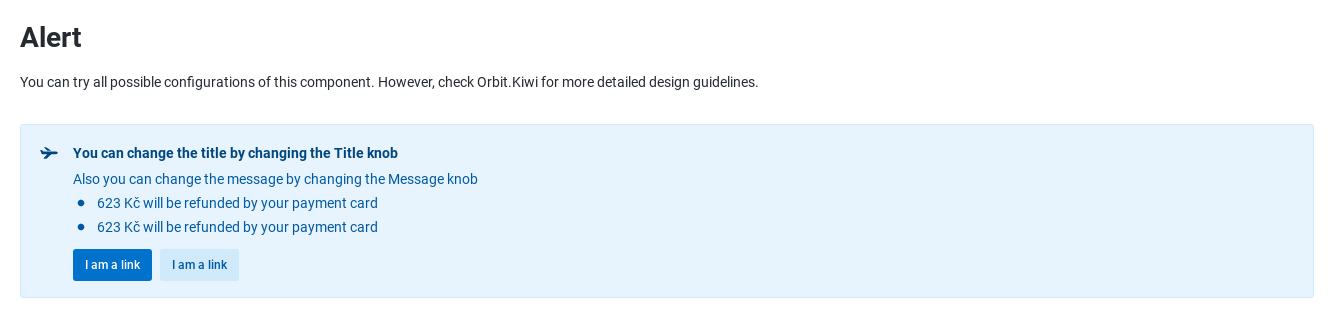 Alert
You can try all possible configurations of this component. However, check Orbit.Kiwi for more detailed design guidelines.
You can change the title by changing the Title knob
Also you can change the message by changing the Message knob
623 Kč will be refunded by your payment card
623 Kč will be refunded by your payment card
I am a link I am a link